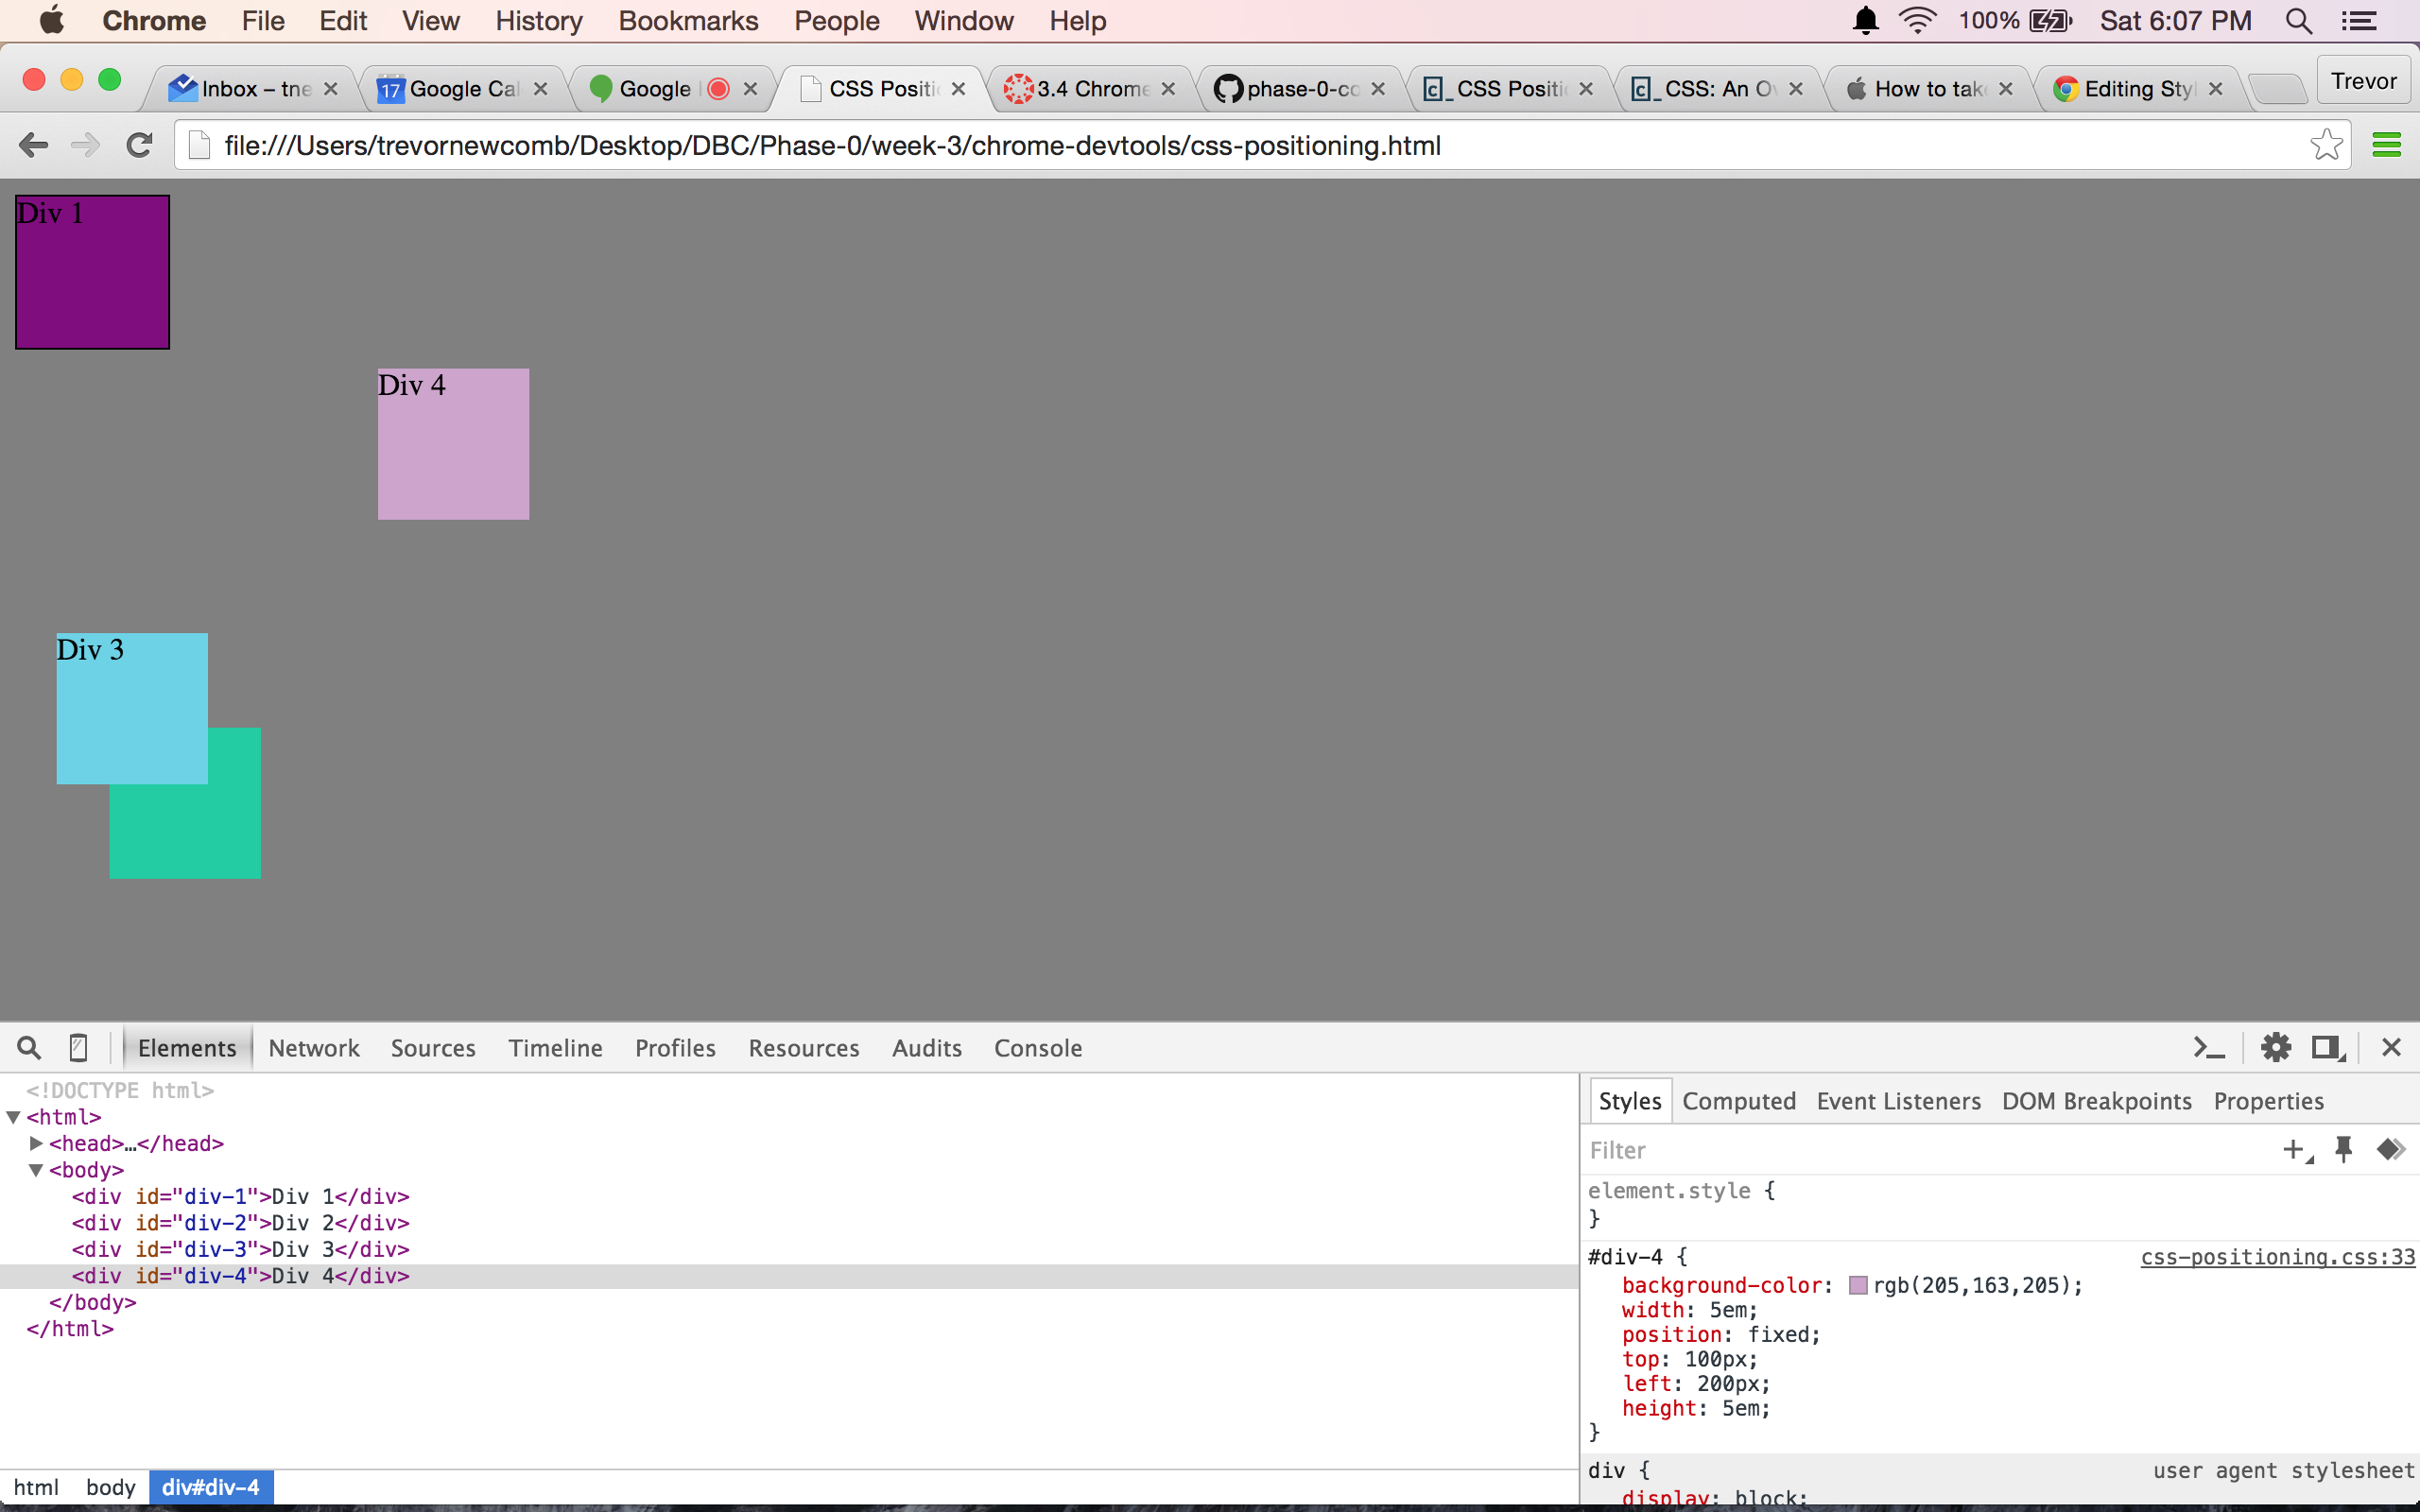 Chrome File Edit View History Bookmarks People Window Help 100% Sat 6:07 PM
Inbox – tne 17 Google Cal Google CSS Positi 3.4 Chrome phase-0-co c_ CSS Positi c_ CSS: An Ov How to tak Editing Sty Trevor
file:///Users/trevornewcomb/Desktop/DBC/Phase-0/week-3/chrome-devtools/css-positioning.html
Div 1
Div 4
Div 3
Elements Network Sources Timeline Profiles Resources Audits Console
<!DOCTYPE html>
<html>
<head>…</head>
<body>
<div id="div-1">Div 1</div>
<div id="div-2">Div 2</div>
<div id="div-3">Div 3</div>
<div id="div-4">Div 4</div>
</body>
</html>
html body div#div-4
Styles Computed Event Listeners DOM Breakpoints Properties
Filter
element.style {
}
#div-4 { css-positioning.css:33
background-color: rgb(205,163,205);
width: 5em;
position: fixed;
top: 100px;
left: 200px;
height: 5em;
}
div { user agent stylesheet
display: block;